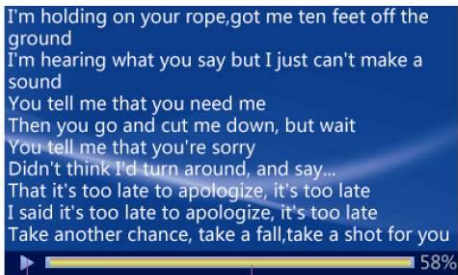 I'm holding on your rope,got me ten feet off the
ground
I'm hearing what you say but I just can't make a
sound
You tell me that you need me
Then you go and cut me down, but wait
You tell me that you're sorry
Didn't think I'd turn around, and say...
That it's too late to apologize, it's too late
I said it's too late to apologize, it's too late
Take another chance, take a fall,take a shot for you
58%